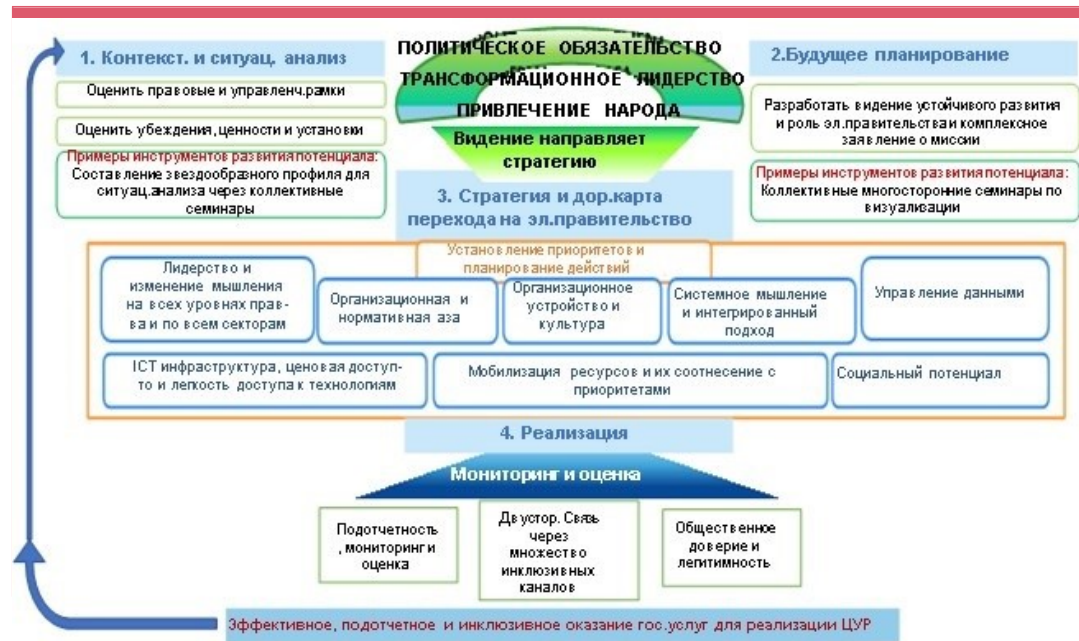 1. Контекст. и ситуац. анализ
Оценить правовые и управленч.рамки
Оценить убеждения,ценности и установки
Примеры инструментов развития потенциала:
Составление звездообразного профиля для
ситуац.анализа через коллективные
семинары
ПОЛИТИЧЕСКОЕ ОБЯЗАТЕЛЬСТВО
ТРАНСФОРМАЦИОННОЕ ЛИДЕРСТВО
ПРИВЛЕЧЕНИЕ НАРОДА
Видение направляет
стратегию
2.Будущее планирование
Разработать видение устойчивого развития
и роль эл.правительства и комплексное
заявление о миссии
Примеры инструментов развития потенциала:
Коллективные многосторонние семинары по
визуализации
3. Стратегия и дор.карта
перехода на эл.правительство
Установление приоритетов и
планирование действий
Лидерство и
изменение мышления
на всех уровнях прав-
ва и по всем секторам
Организационная и
нормативная аза
Организационное
устройство и
культура
Системное мышление
и интегрированный
подход
Управление данными
ICT инфраструктура, ценовая доступ-
то и легкость доступа к технологиям
Мобилизация ресурсов и их соотнесение с
приоритетами
Социальный потенциал
4. Реализация
Мониторинг и оценка
Подотчетность
, мониторинг и
оценка
Двустор. Связь
через
множество
инклюзивных
каналов
Общественное
доверие и
легитимность
Эффективное, подотчетное и инклюзивное оказание гос.услуг для реализации ЦУР